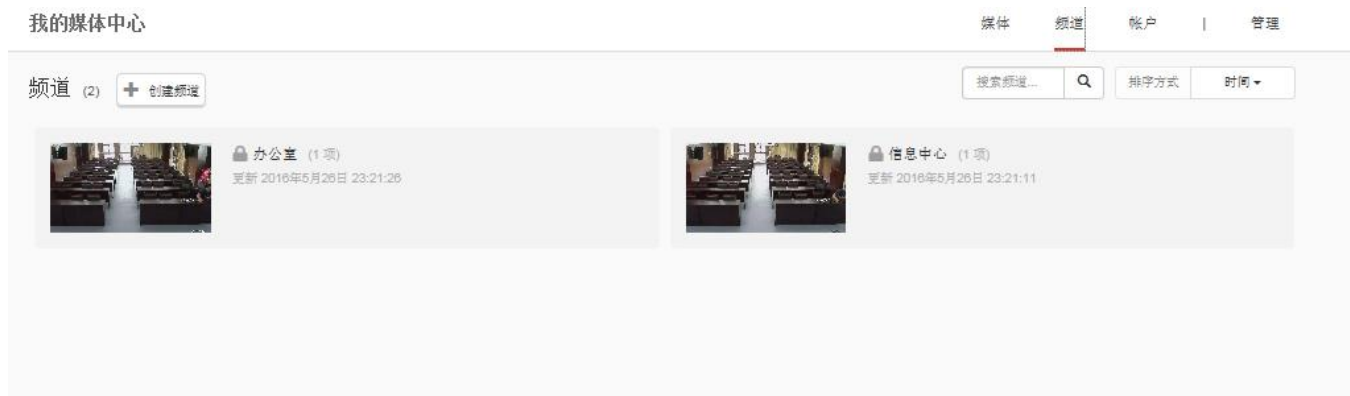 我的媒体中心
媒体 频道 帐户 | 管理
频道 (2) 创建频道
搜索频道... 排序方式 时间
办公室 (1 项)
更新 2016年5月26日 23:21:26
信息中心 (1 项)
更新 2016年5月26日 23:21:11